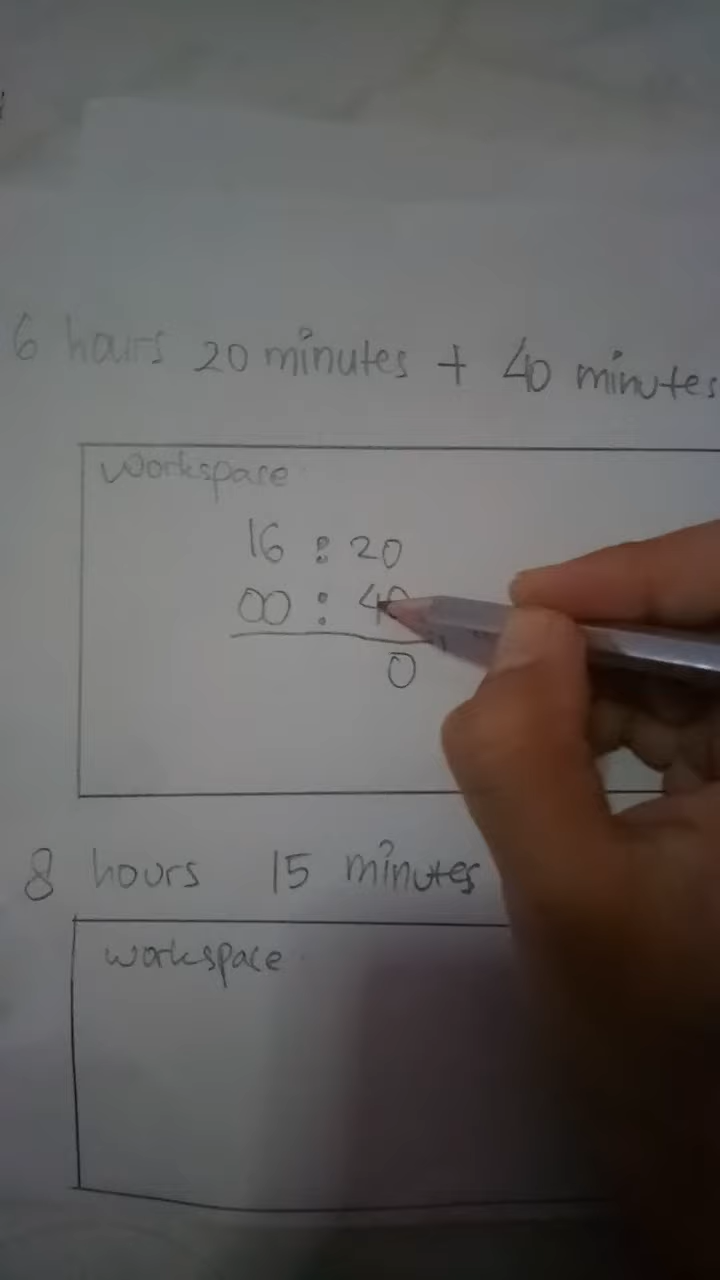 6 hours 20 minutes + 40 minutes
workspace
16 : 20
00 : 40
0
8 hours 15 minutes
workspace